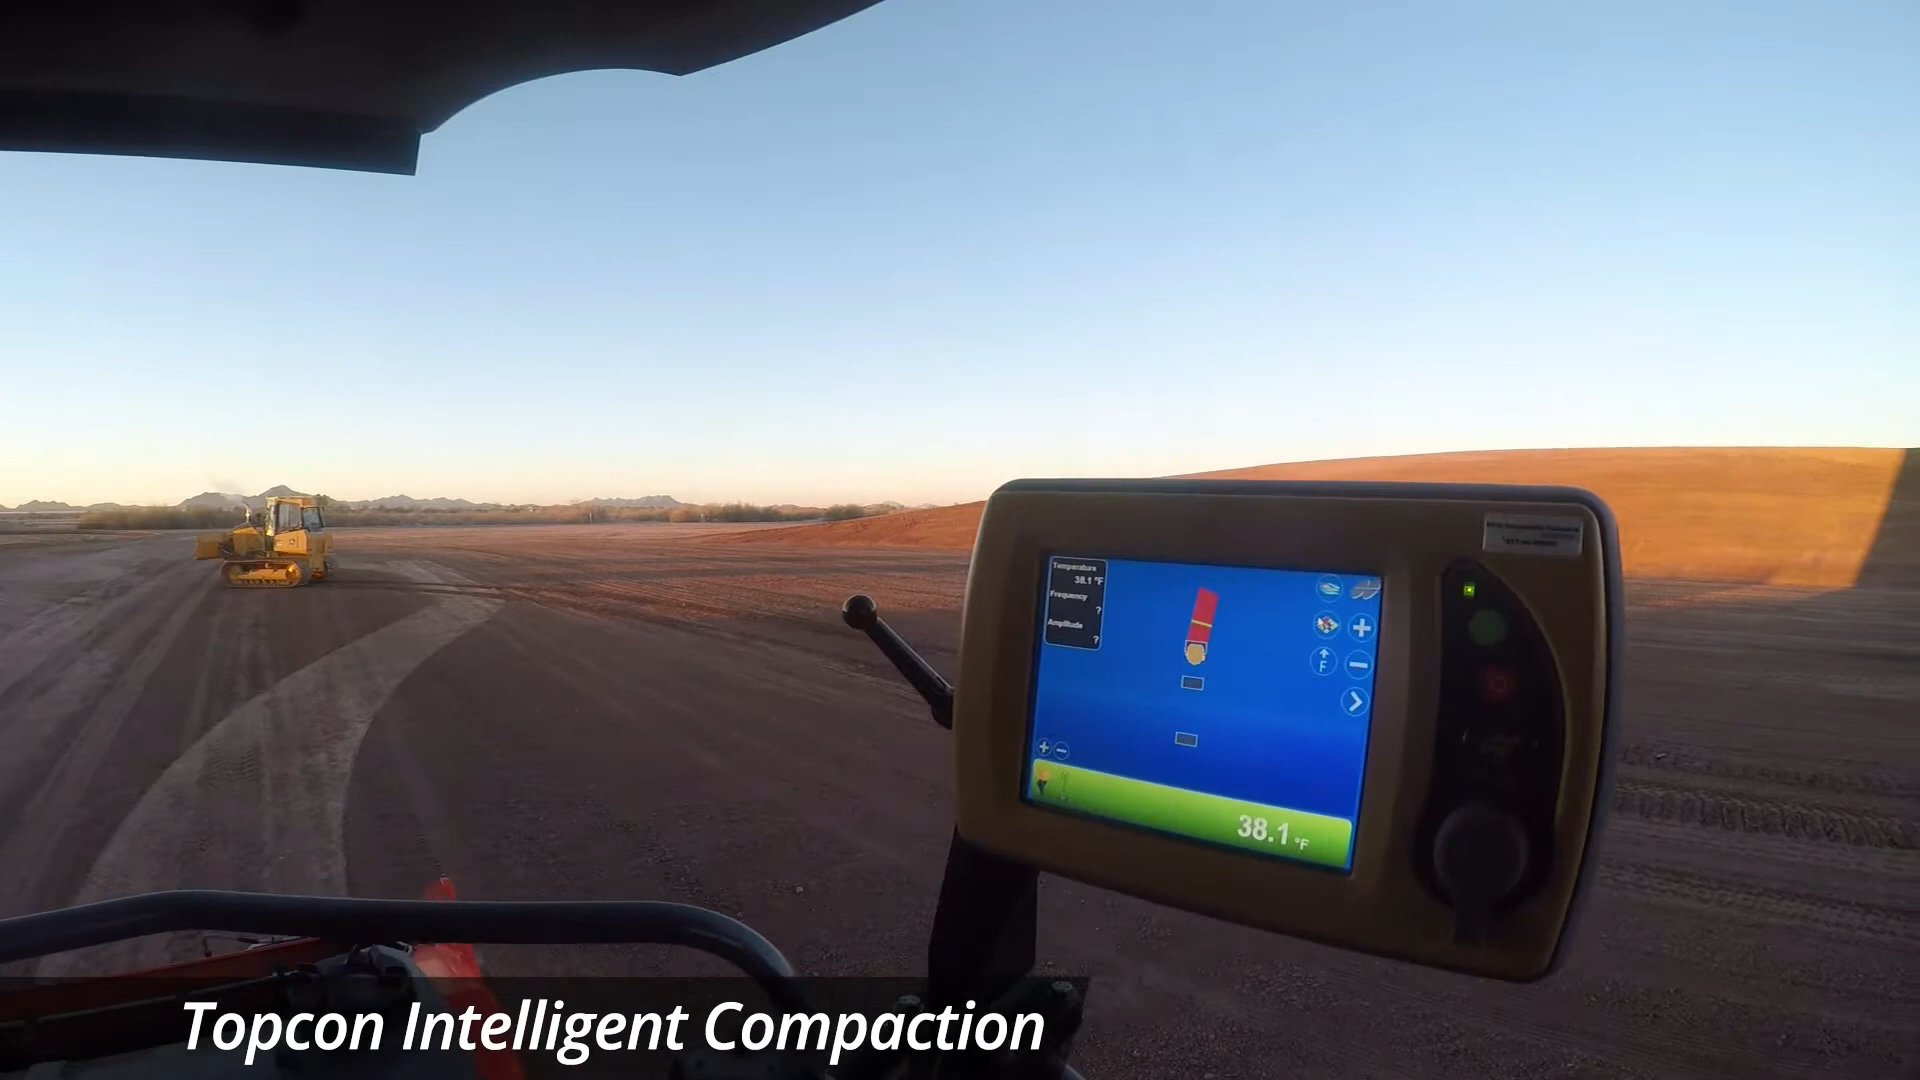 Temperature
38.1 °F
Frequency
?
Amplitude
?
F
38.1 °F
Topcon Intelligent Compaction